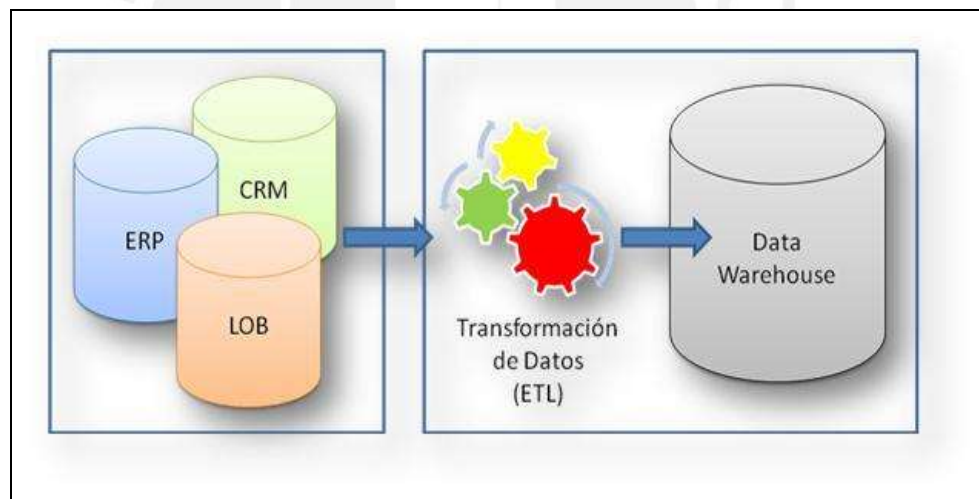 CRM
ERP
LOB
Transformación
de Datos
(ETL)
Data
Warehouse